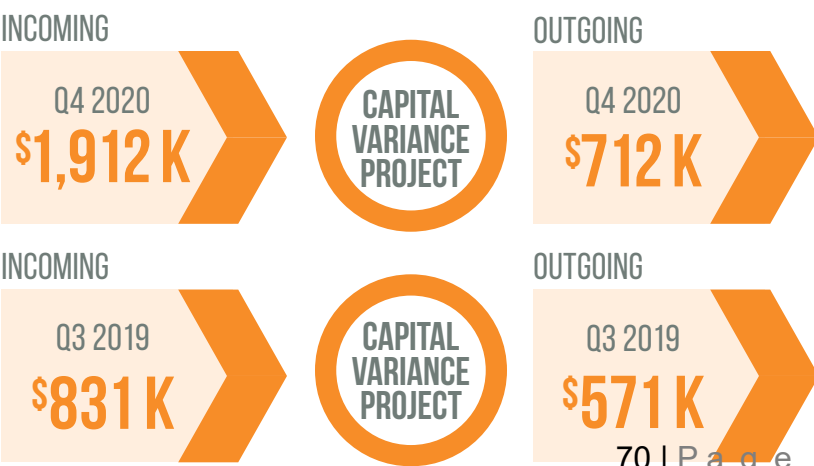 INCOMING
Q4 2020
$1,912 K
CAPITAL
VARIANCE
PROJECT
OUTGOING
Q4 2020
$712 K
INCOMING
Q3 2019
$831 K
CAPITAL
VARIANCE
PROJECT
OUTGOING
Q3 2019
$571 K
70 | P a g e